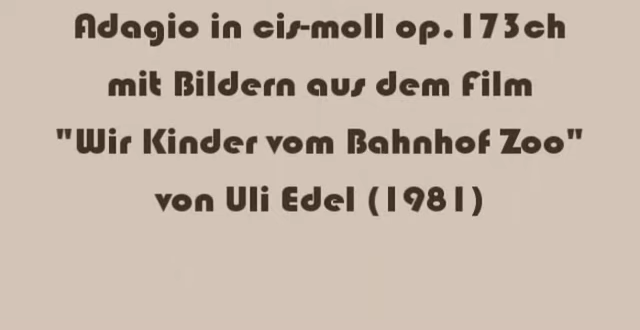 Adagio in cis-moll op.173ch
mit Bildern aus dem Film
"Wir Kinder vom Bahnhof Zoo"
von Uli Edel (1981)